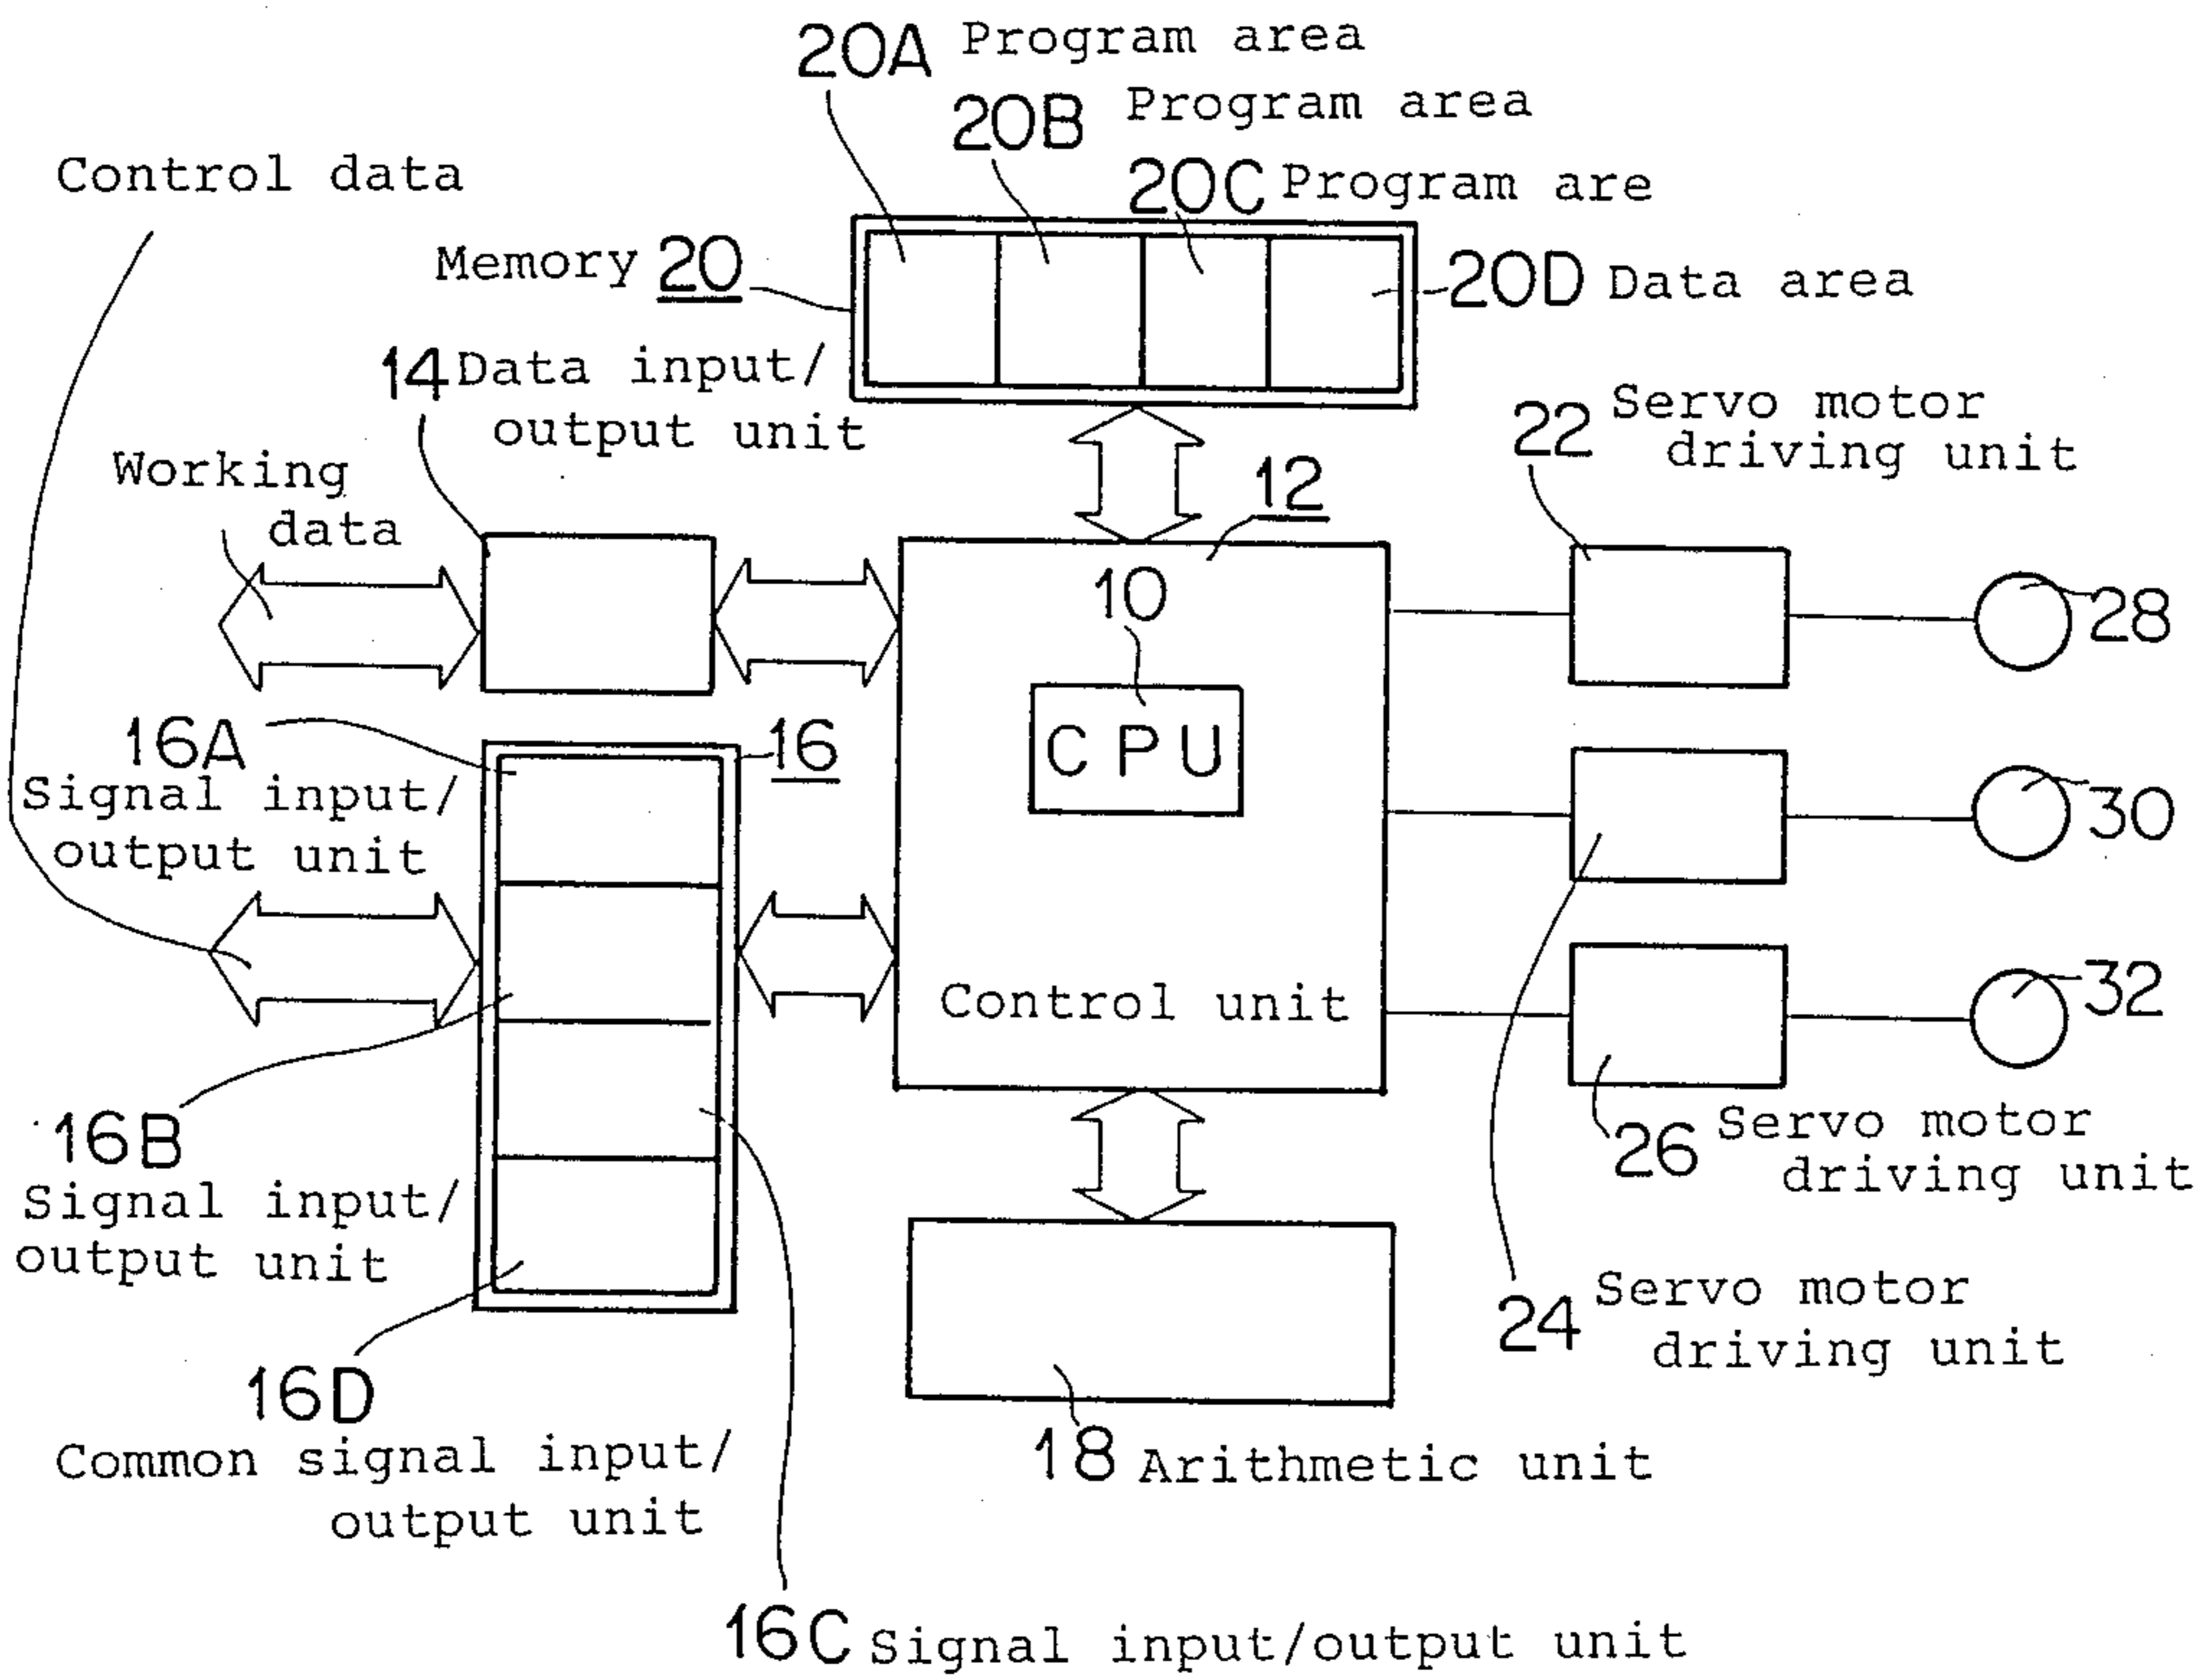 20A Program area
20B Program area
20C Program are
Control data
Memory 20
20D Data area
14 Data input/
output unit
22 Servo motor
driving unit
Working
data
12
10
CPU
28
16A
Signal input/
output unit
16
30
Control unit
32
16B
Signal input/
output unit
26 Servo motor
driving unit
24 Servo motor
driving unit
16D
Common signal input/
output unit
18 Arithmetic unit
16C Signal input/output unit